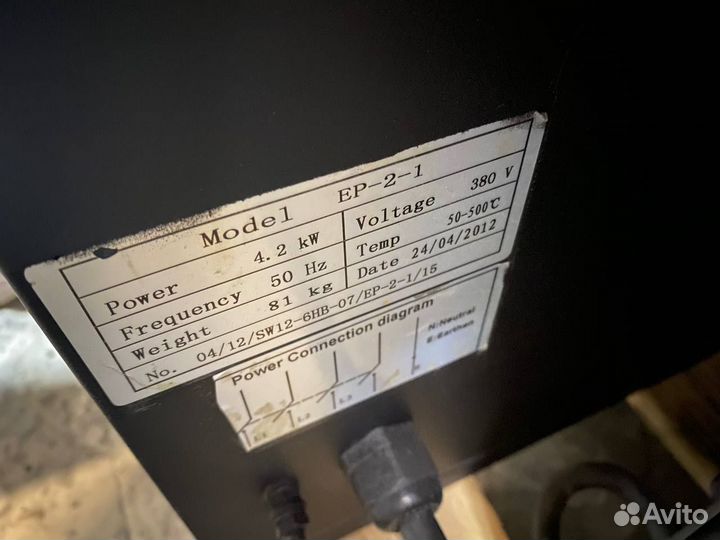 Model EP-2-1
Power 4.2 kW Voltage 380 V
Frequency 50 Hz Temp 50-500℃
Weight 81 kg Date 24/04/2012
No. 04/12/SW12-6HB-07/EP-2-1/15
Power Connection diagram
N:Neutral
E:Earthan
L2
L3
Avito